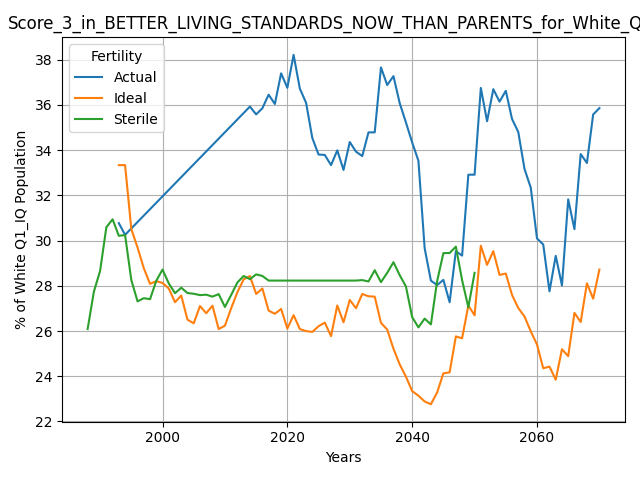 Score_3_in_BETTER_LIVING_STANDARDS_NOW_THAN_PARENTS_for_White_Q
Fertility
Actual
Ideal
Sterile
% of White Q1_IQ Population
38
36
34
32
30
28
26
24
22
2000 2020 2040 2060
Years